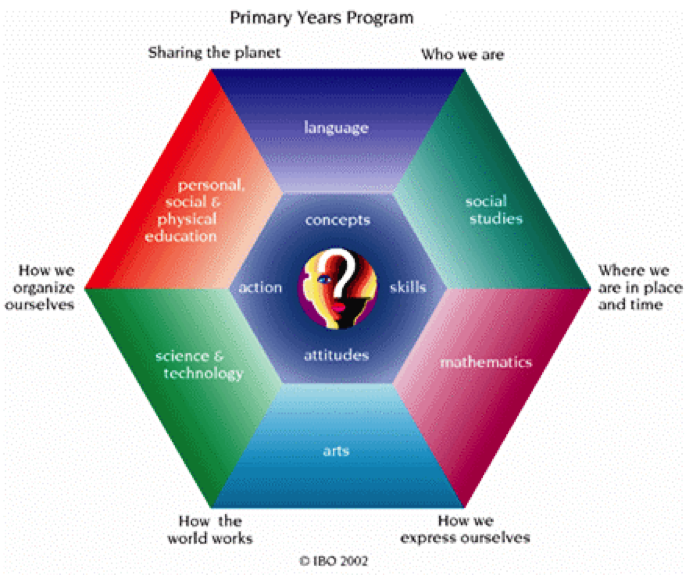 Primary Years Program
Sharing the planet
Who we are
language
personal,
social &
physical
education
social
studies
concepts
How we
organize
ourselves
action
?
skills
Where we
are in place
and time
attitudes
science &
technology
mathematics
arts
How the
world works
How we
express ourselves
© IBO 2002